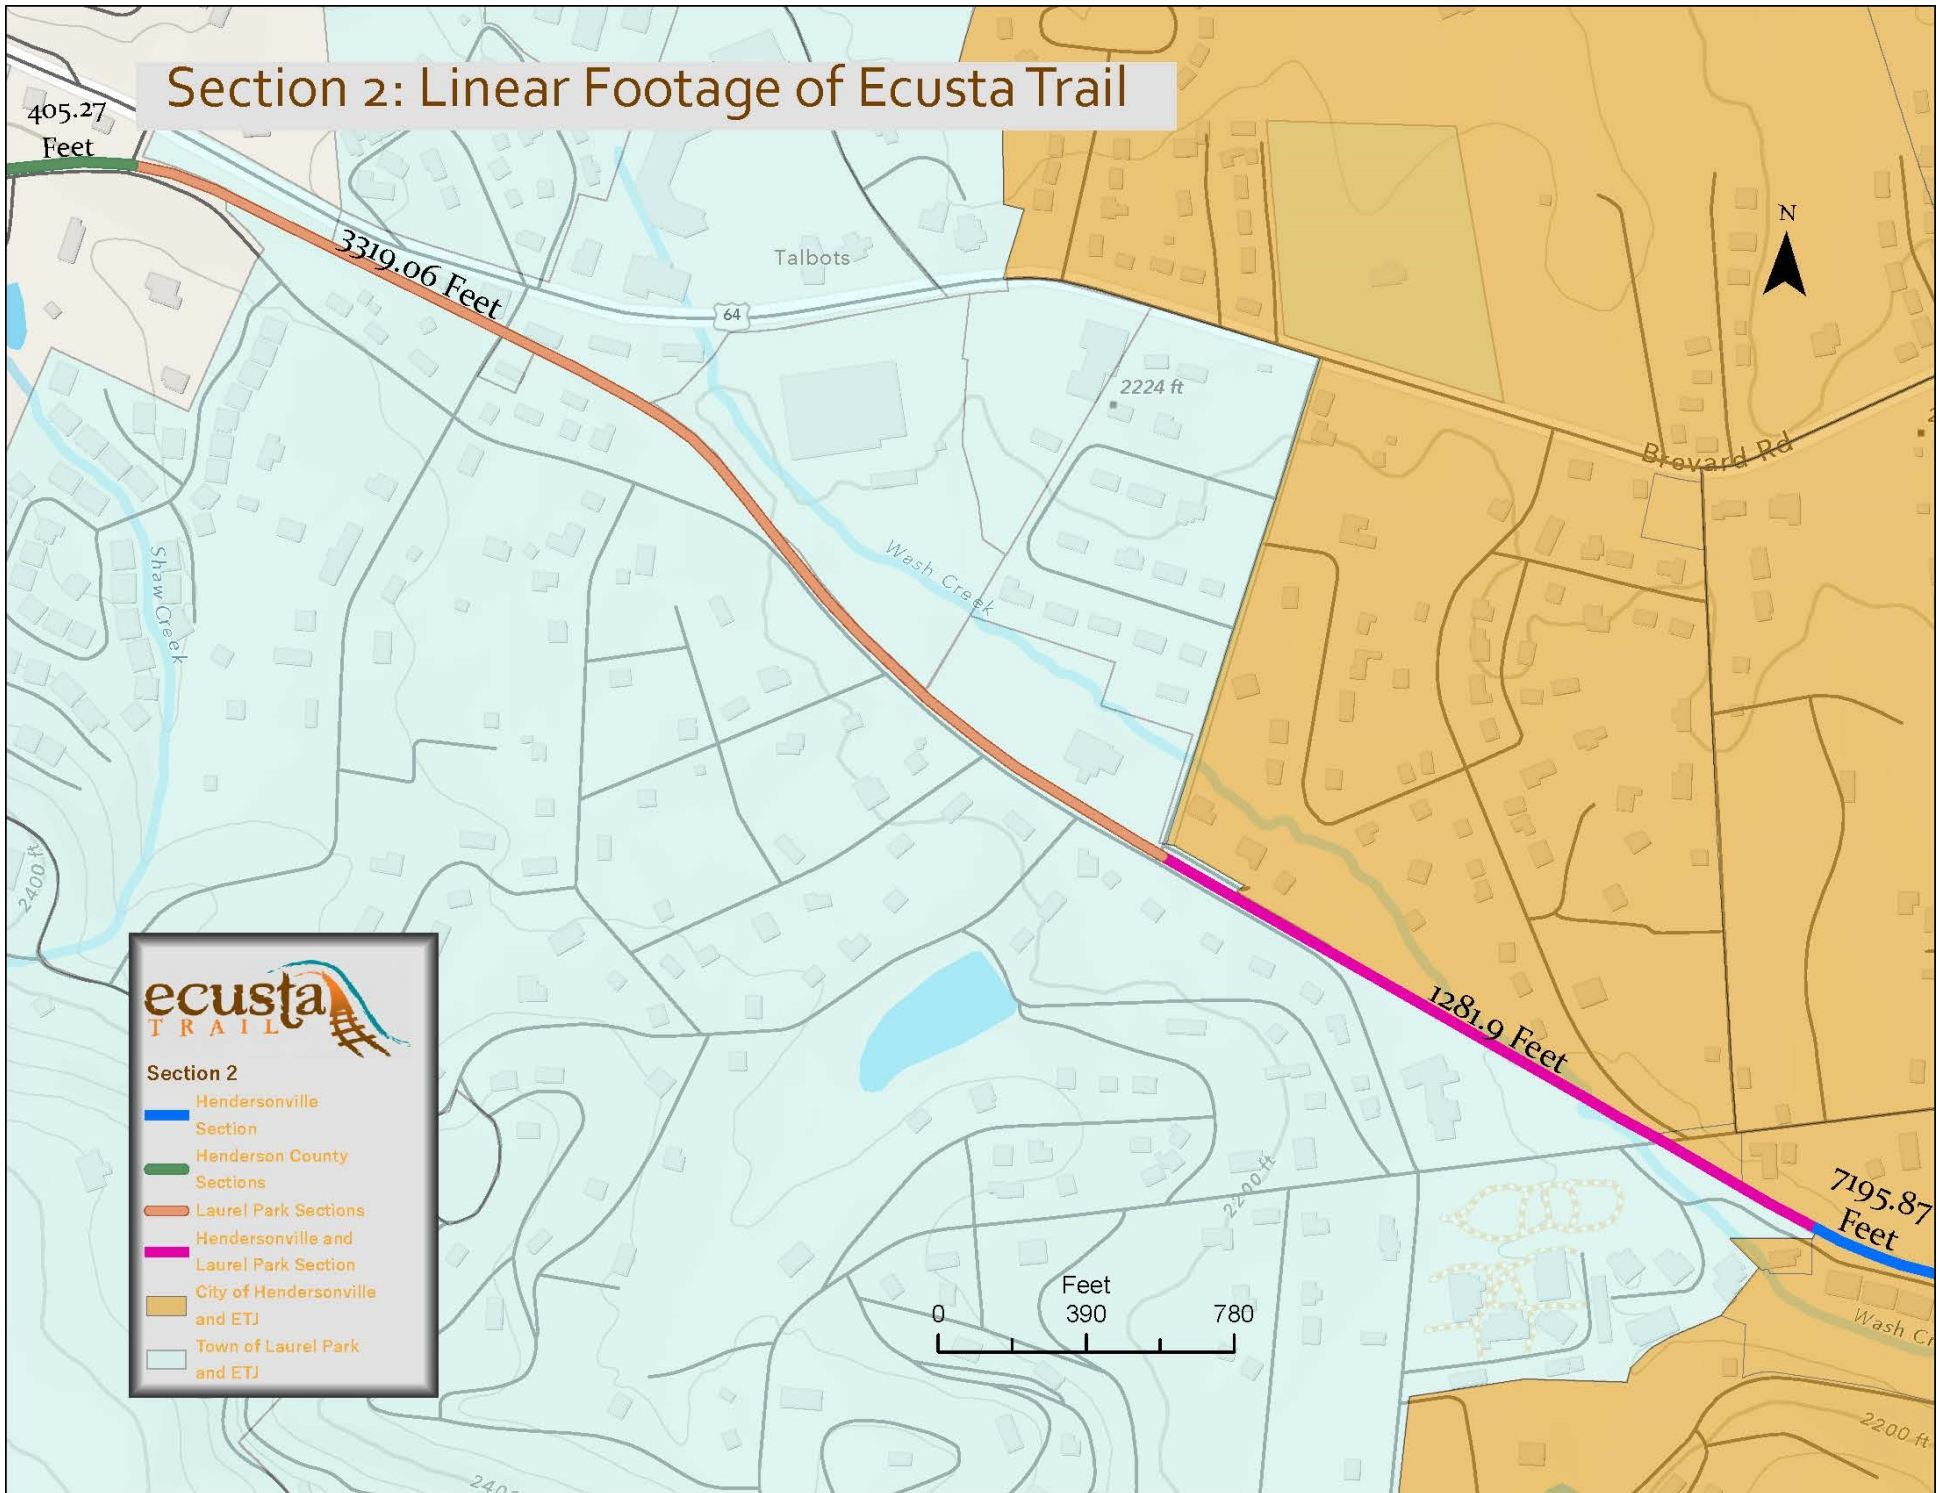 Section 2: Linear Footage of Ecusta Trail
405.27
Feet
3319.06 Feet
Talbots
64
N
2224 ft
Brevard Rd
Wash Creek
Shaw Creek
2400 ft
1281.9 Feet
7195.87
Feet
2200 ft
Wash Cr
2200 ft
240
ecusta
TRAIL
Section 2
Hendersonville
Section
Henderson County
Sections
Laurel Park Sections
Hendersonville and
Laurel Park Section
City of Hendersonville
and ETJ
Town of Laurel Park
and ETJ
Feet
0 390 780